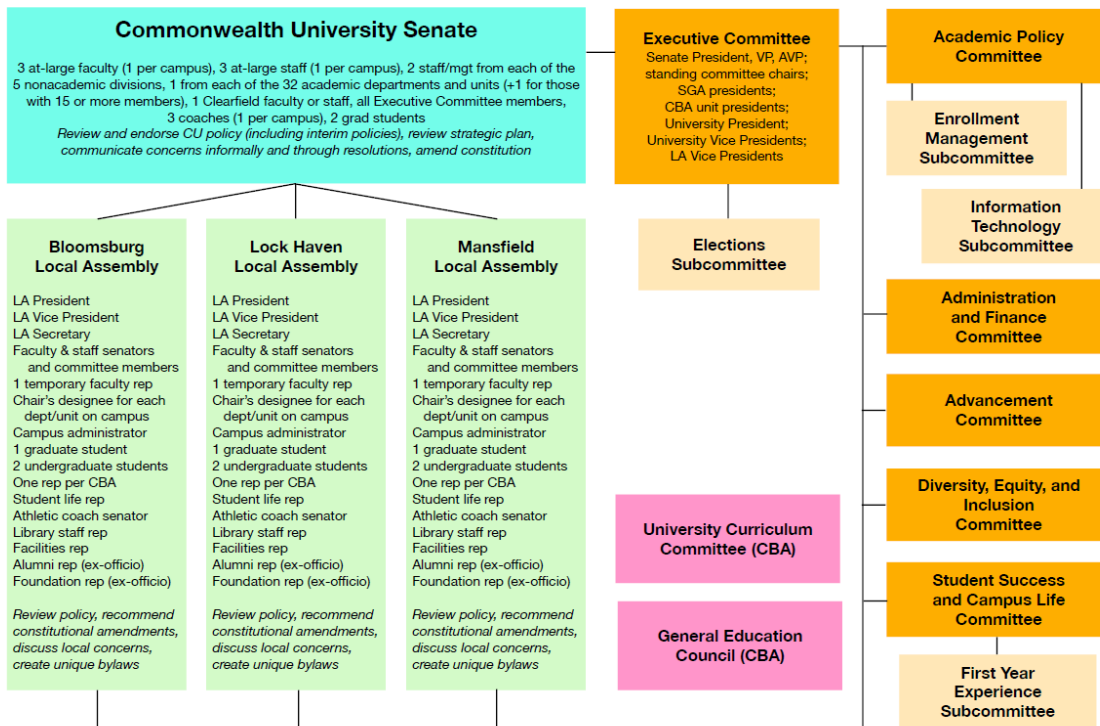 Commonwealth University Senate
3 at-large faculty (1 per campus), 3 at-large staff (1 per campus), 2 staff/mgt from each of the
5 nonacademic divisions, 1 from each of the 32 academic departments and units (+1 for those
with 15 or more members), 1 Clearfield faculty or staff, all Executive Committee members,
3 coaches (1 per campus), 2 grad students
Review and endorse CU policy (including interim policies), review strategic plan,
communicate concerns informally and through resolutions, amend constitution
Executive Committee
Senate President, VP, AVP;
standing committee chairs;
SGA presidents;
CBA unit presidents;
University President;
University Vice Presidents;
LA Vice Presidents
Elections
Subcommittee
Academic Policy
Committee
Enrollment
Management
Subcommittee
Information
Technology
Subcommittee
Bloomsburg
Local Assembly
LA President
LA Vice President
LA Secretary
Faculty & staff senators
and committee members
1 temporary faculty rep
Chair's designee for each
dept/unit on campus
Campus administrator
1 graduate student
2 undergraduate students
One rep per CBA
Student life rep
Athletic coach senator
Library staff rep
Facilities rep
Alumni rep (ex-officio)
Foundation rep (ex-officio)
Review policy, recommend
constitutional amendments,
discuss local concerns,
create unique bylaws
Lock Haven
Local Assembly
LA President
LA Vice President
LA Secretary
Faculty & staff senators
and committee members
1 temporary faculty rep
Chair's designee for each
dept/unit on campus
Campus administrator
1 graduate student
2 undergraduate students
One rep per CBA
Student life rep
Athletic coach senator
Library staff rep
Facilities rep
Alumni rep (ex-officio)
Foundation rep (ex-officio)
Review policy, recommend
constitutional amendments,
discuss local concerns,
create unique bylaws
Mansfield
Local Assembly
LA President
LA Vice President
LA Secretary
Faculty & staff senators
and committee members
1 temporary faculty rep
Chair's designee for each
dept/unit on campus
Campus administrator
1 graduate student
2 undergraduate students
One rep per CBA
Student life rep
Athletic coach senator
Library staff rep
Facilities rep
Alumni rep (ex-officio)
Foundation rep (ex-officio)
Review policy, recommend
constitutional amendments,
discuss local concerns,
create unique bylaws
University Curriculum
Committee (CBA)
General Education
Council (CBA)
Administration
and Finance
Committee
Advancement
Committee
Diversity, Equity, and
Inclusion
Committee
Student Success
and Campus Life
Committee
First Year
Experience
Subcommittee